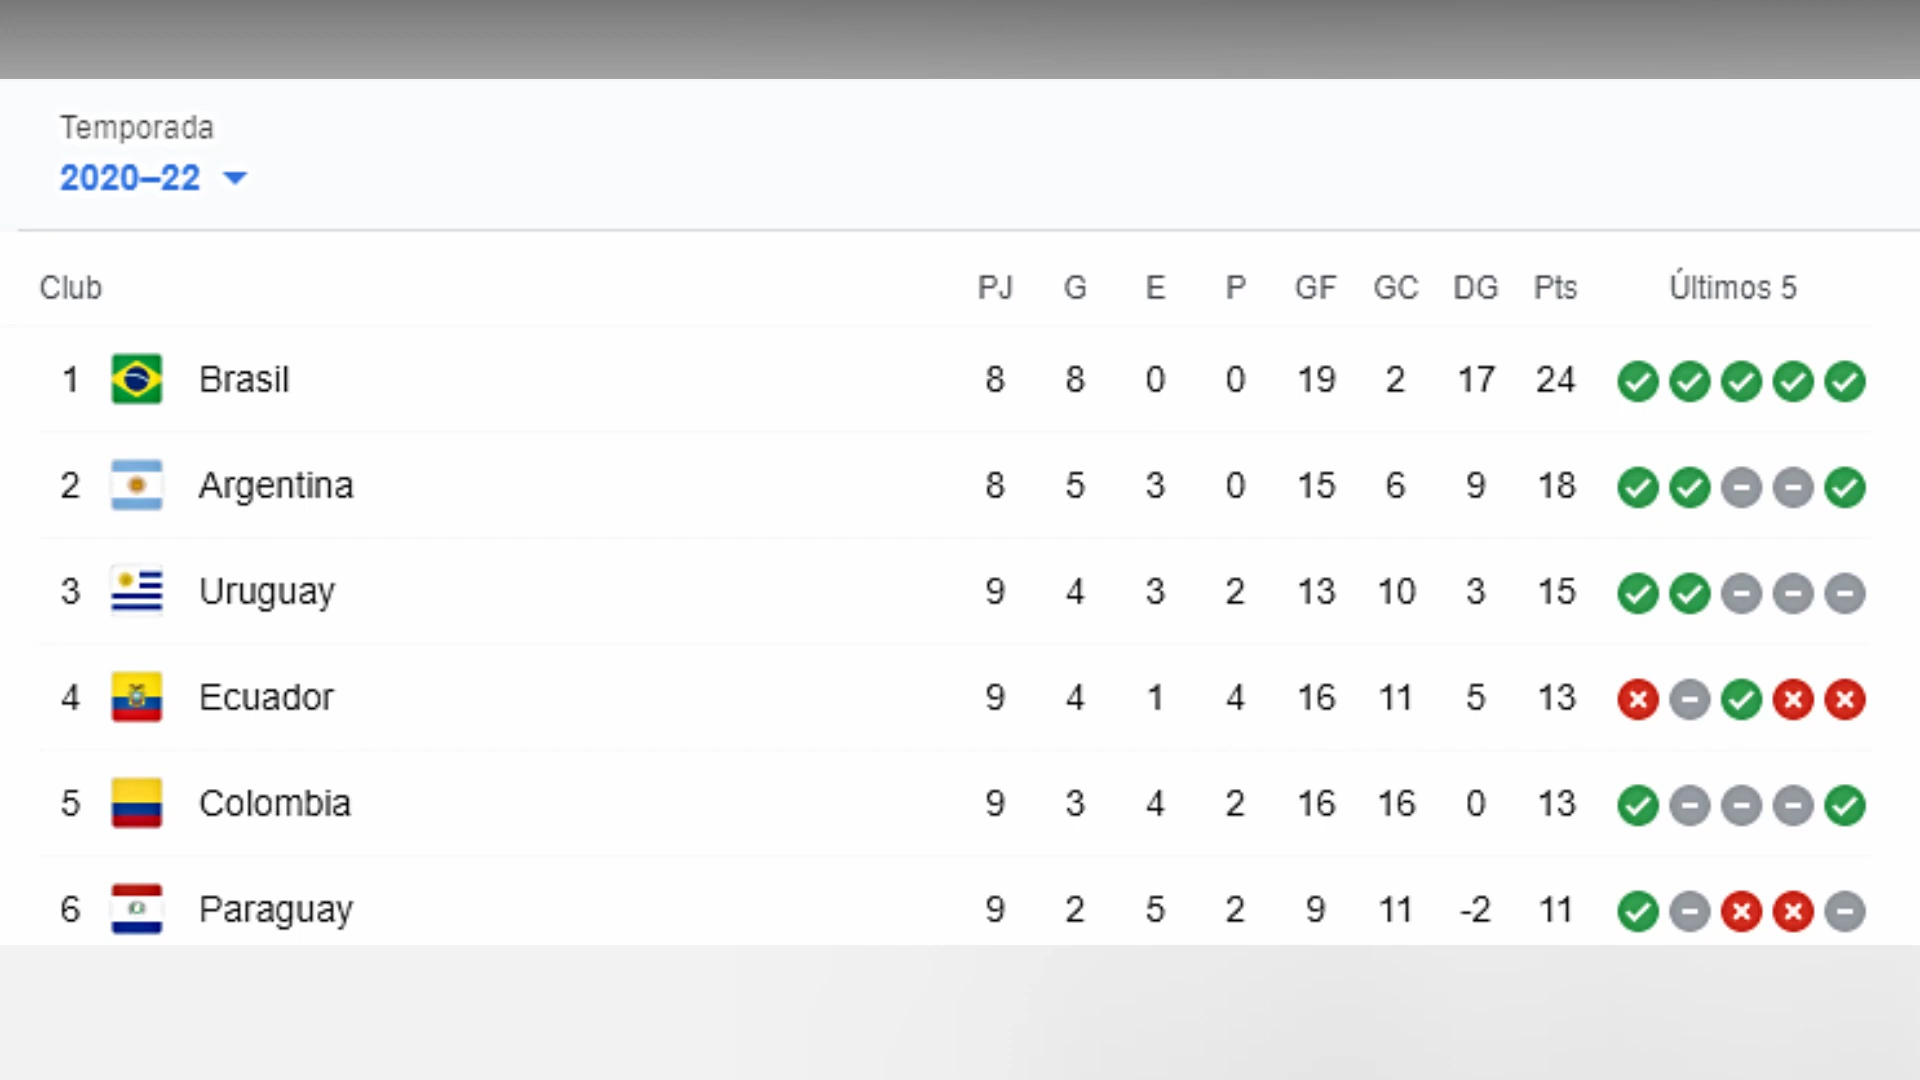 Temporada
2020–22
Club PJ G E P GF GC DG Pts Últimos 5
1 Brasil 8 8 0 0 19 2 17 24
2 Argentina 8 5 3 0 15 6 9 18
3 Uruguay 9 4 3 2 13 10 3 15
4 Ecuador 9 4 1 4 16 11 5 13
5 Colombia 9 3 4 2 16 16 0 13
6 Paraguay 9 2 5 2 9 11 -2 11